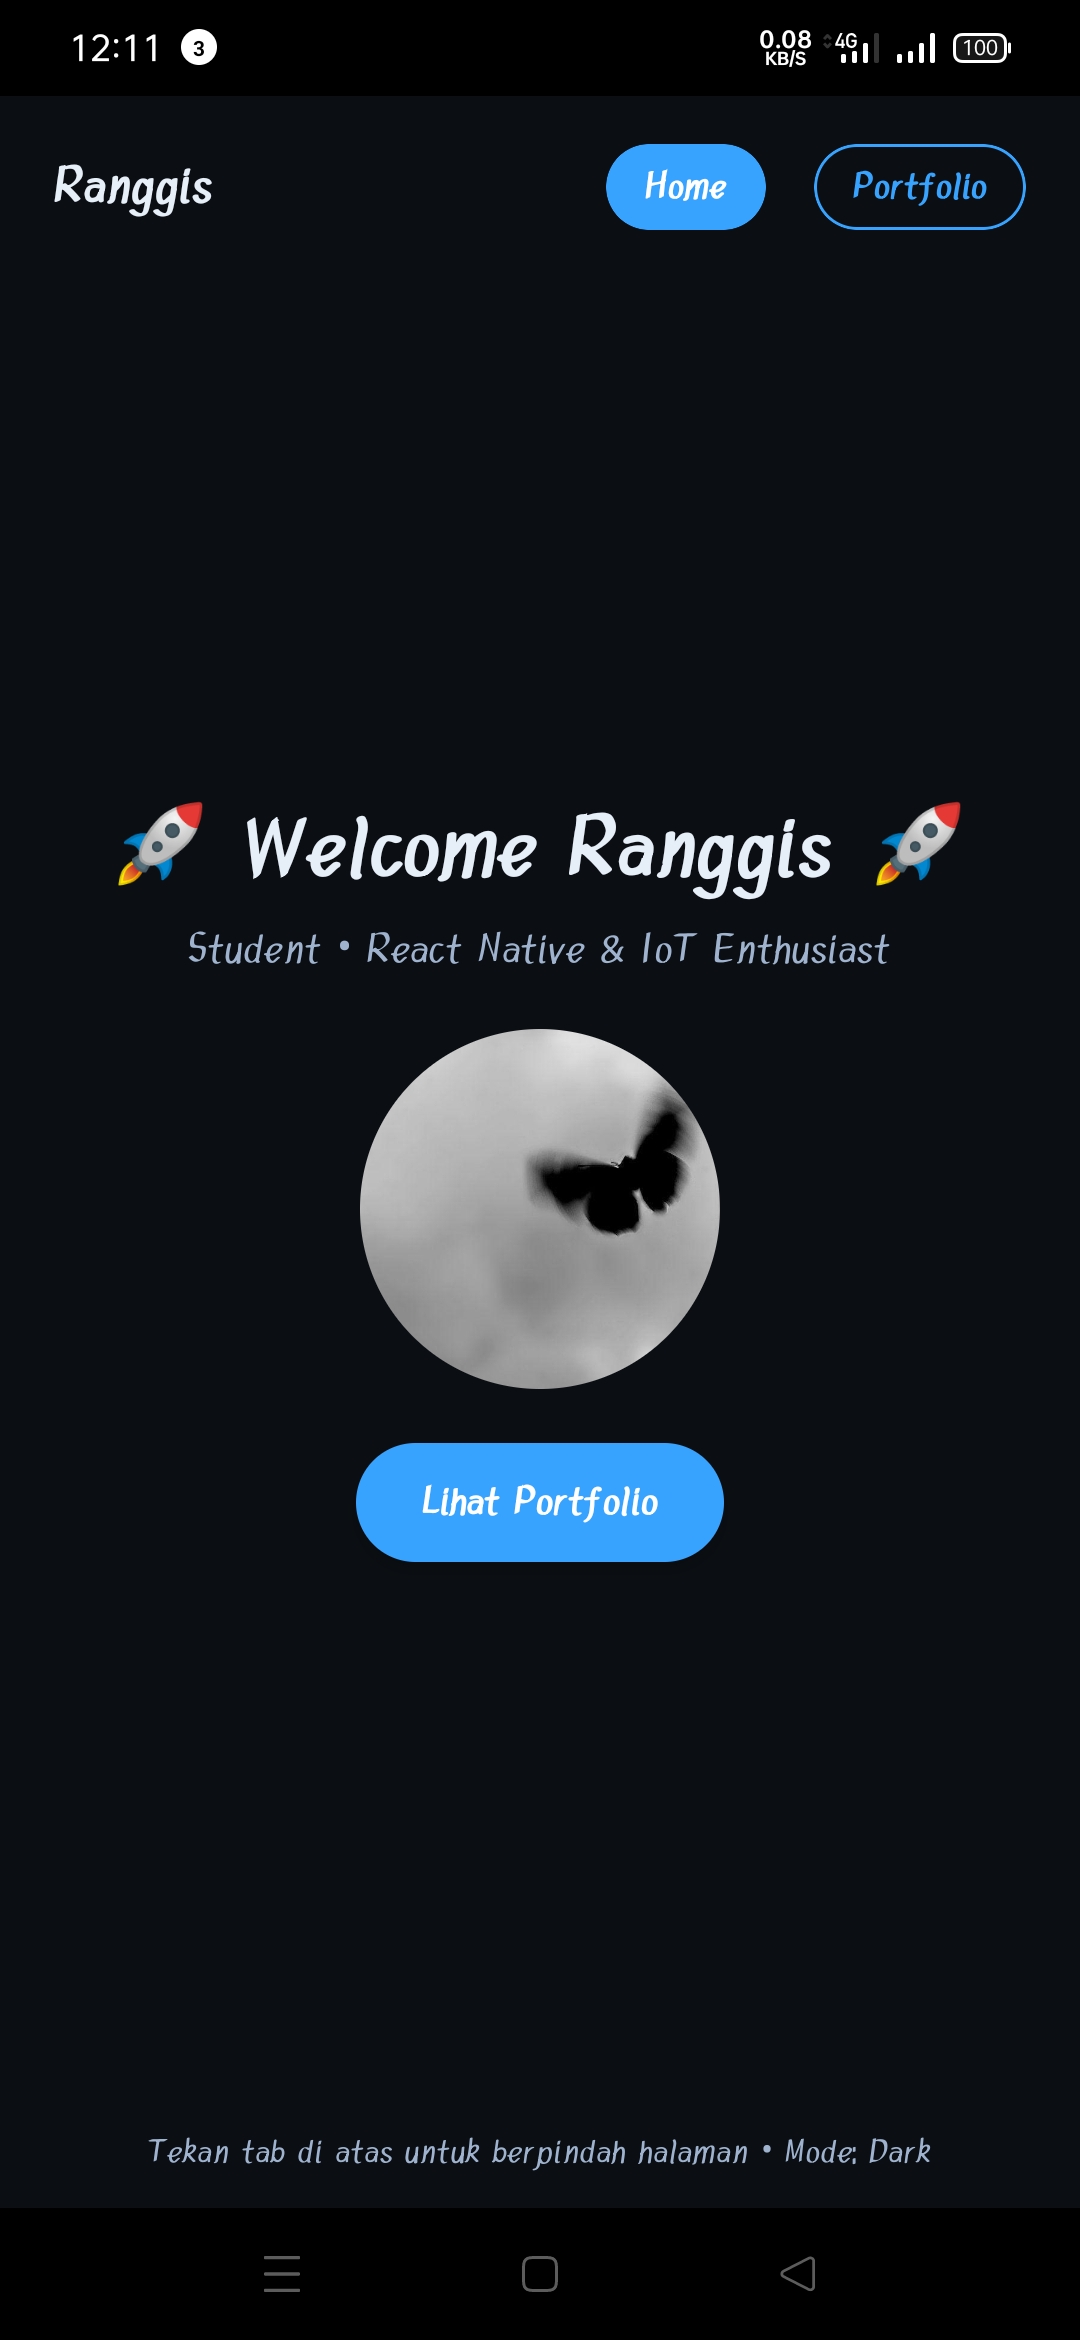 12:11 3 0.08 KB/S 4G 100
Ranggis Home Portfolio
🚀 Welcome Ranggis 🚀
Student • React Native & IoT Enthusiast
Lihat Portfolio
Tekan tab di atas untuk berpindah halaman • Mode: Dark